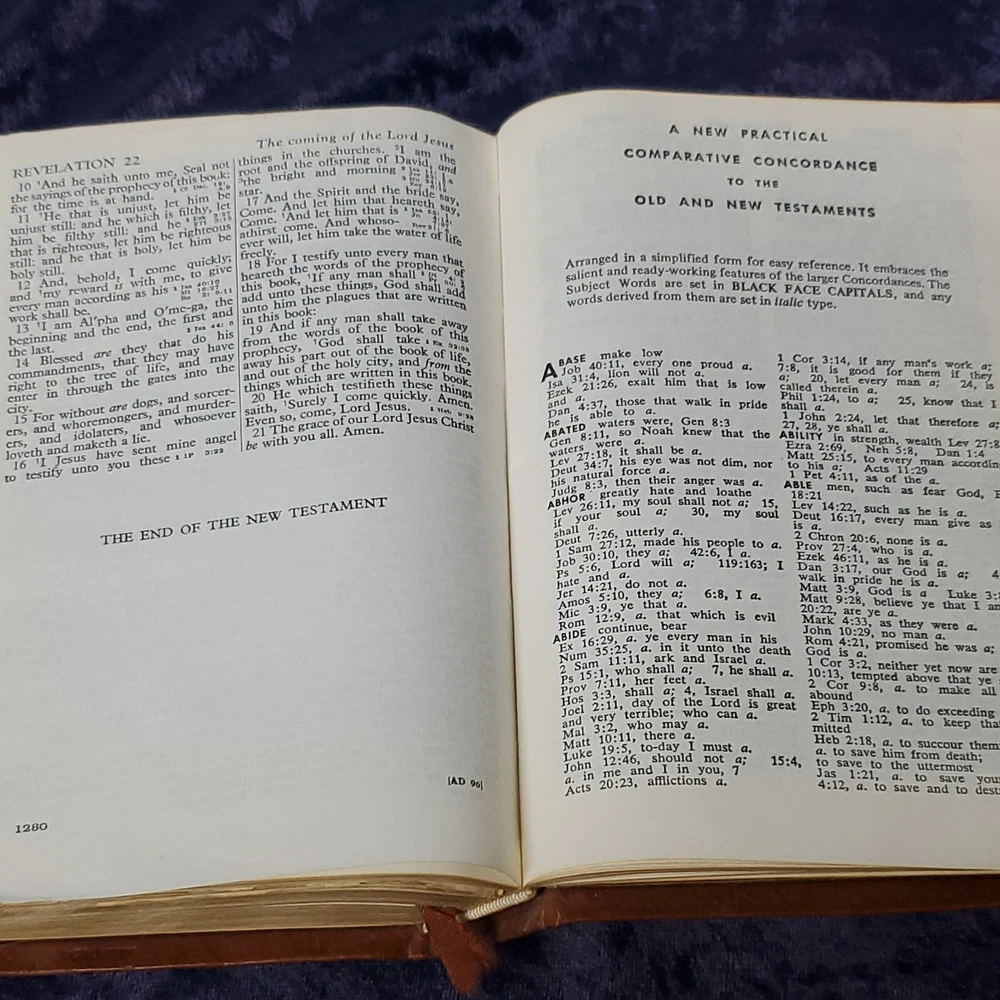 REVELATION 22
The coming of the Lord Jesus
10 ¹And he saith unto me, Seal not
the sayings of the prophecy of this book:
for the time is at hand.
11 ¹He that is unjust, let him be
unjust still: and he which is filthy, let
him be filthy still: and he
that is righteous, let him be righteous
still: and he that is holy, let him be
holy still.
12 And, behold, I come quickly;
and ¹my reward is with me, to give
every man according as his
work shall be.
13 ¹I am Al'pha and O'me-ga, the
beginning and the end, the first and
the last.
14 Blessed are they that do his
commandments, that they may have
right to the tree of life, and may
enter in through the gates into the
city.
15 For without are dogs, and sorcer-
ers, and whoremongers, and murder-
ers, and idolaters, and whosoever
loveth and maketh a lie.
16 ¹I Jesus have sent mine angel
to testify unto you these
things in the churches. ²I am the
root and the offspring of David, and
³the bright and morning
star.
17 And the Spirit and the bride say,
Come. And let him that heareth say,
Come. ¹And let him that is
athirst come. And whoso-
ever will, let him take the water of life
freely.
18 For I testify unto every man that
heareth the words of the prophecy of
this book, ¹If any man shall
add unto these things, God shall add
unto him the plagues that are written
in this book:
19 And if any man shall take away
from the words of the book of this
prophecy, ¹God shall take
away his part out of the book of life,
and out of the holy city, and from the
things which are written in this book.
20 He which testifieth these things
saith, ¹Surely I come quickly. Amen.
Even so, come, Lord Jesus.
21 The grace of our Lord Jesus Christ
be with you all. Amen.
THE END OF THE NEW TESTAMENT
[AD 96]
1280
A NEW PRACTICAL
COMPARATIVE CONCORDANCE
TO THE
OLD AND NEW TESTAMENTS
Arranged in a simplified form for easy reference. It embraces the
salient and ready-working features of the larger Concordances. The
Subject Words are set in BLACK FACE CAPITALS, and any
words derived from them are set in italic type.
ABASE make low
Job 40:11, every one proud a.
Isa 31:4, lion will not a.
Ezek 21:26, exalt him that is low
and a.
Dan 4:37, those that walk in pride
he is able to a.
ABATED waters were, Gen 8:3
Gen 8:11, so Noah knew that the
waters were a.
Lev 27:18, it shall be a.
Deut 34:7, his eye was not dim, nor
his natural force a.
Judg 8:3, then their anger was a.
ABHOR greatly hate and loathe
Lev 26:11, my soul shall not a; 15,
if your soul a; 30, my soul
shall a.
Deut 7:26, utterly a.
1 Sam 27:12, made his people to a.
Job 30:10, they a; 42:6, I a.
Ps 5:6, Lord will a; 119:163; I
hate and a.
Jer 14:21, do not a.
Amos 5:10, they a; 6:8, I a.
Mic 3:9, ye that a.
Rom 12:9, a. that which is evil
ABIDE continue, bear
Ex 16:29, a. ye every man in his
Num 35:25, a. in it unto the death
2 Sam 11:11, ark and Israel a.
Ps 15:1, who shall a; 7, he shall a.
Prov 7:11, her feet a.
Hos 3:3, shall a; 4, Israel shall a.
Joel 2:11, day of the Lord is great
and very terrible; who can a.
Mal 3:2, who may a.
Matt 10:11, there a.
Luke 19:5, to-day I must a.
John 12:46, should not a; 15:4,
a. in me and I in you, 7
Acts 20:23, afflictions a.
1 Cor 3:14, if any man's work a;
7:8, it is good for them if they
a; 20, let every man a; 24, is
called therein a.
Phil 1:24, to a; 25, know that I
shall a.
1 John 2:24, let that therefore a;
27, 28, ye shall a.
ABILITY in strength, wealth Lev 27:8
Ezra 2:69, Neh 5:8, Dan 1:4
Matt 25:15, to every man according
to his a; Acts 11:29
1 Pet 4:11, as of the a.
ABLE men, such as fear God,
18:21
Lev 14:22, such as he is a.
Deut 16:17, every man give as
is a.
2 Chron 20:6, none is a.
Prov 27:4, who is a.
Ezek 46:11, as he is a.
Dan 3:17, our God is a; 4
walk in pride he is a.
Matt 3:9, God is a Luke 3:8
Matt 9:28, believe ye that I am
20:22, are ye a.
Mark 4:33, as they were a.
John 10:29, no man a.
Rom 4:21, promised he was a;
God is a.
1 Cor 3:2, neither yet now are
10:13, tempted above that ye
2 Cor 9:8, a. to make all
abound
Eph 3:20, a. to do exceeding
2 Tim 1:12, a. to keep that
mitted
Heb 2:18, a. to succour them
a. to save him from death;
to save to the uttermost
Jas 1:21, a. to save your
4:12, a. to save and to dest